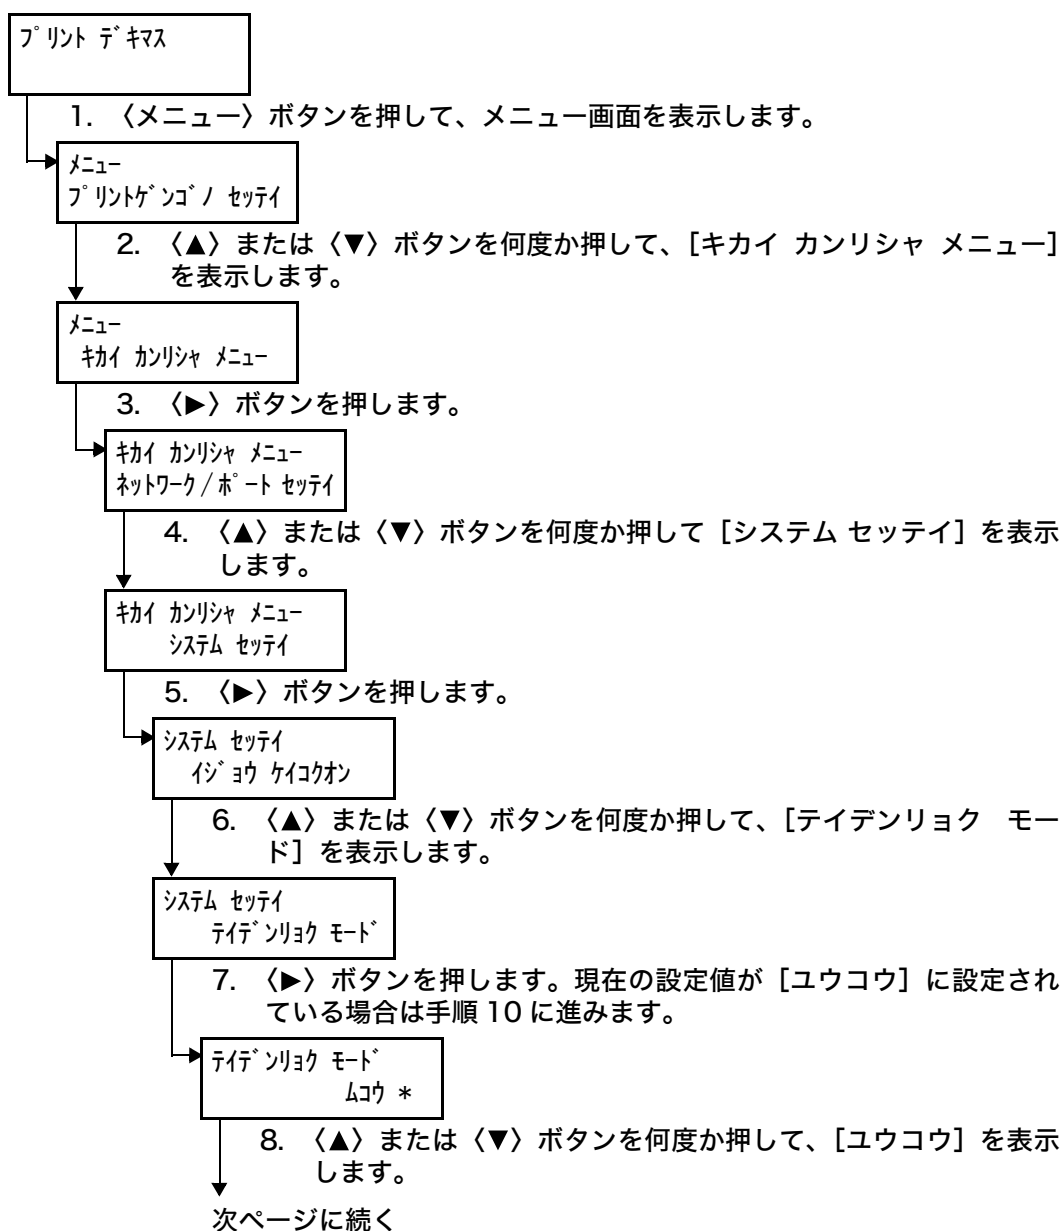 ﾌﾟﾘﾝﾄ ﾃﾞｷﾏｽ
1. 〈メニュー〉ボタンを押して、メニュー画面を表示します。
ﾒﾆｭｰ
ﾌﾟﾘﾝﾄｹﾞﾝｺﾞﾉ ｾｯﾃｲ
2. 〈▲〉または〈▼〉ボタンを何度か押して、[キカイ カンリシャ メニュー]
を表示します。
ﾒﾆｭｰ
ｷｶｲ ｶﾝﾘｼｬ ﾒﾆｭｰ
3. 〈▶〉ボタンを押します。
ｷｶｲ ｶﾝﾘｼｬ ﾒﾆｭｰ
ﾈｯﾄﾜｰｸ/ﾎﾟｰﾄ ｾｯﾃｲ
4. 〈▲〉または〈▼〉ボタンを何度か押して[システム セッテイ]を表示
します。
ｷｶｲ ｶﾝﾘｼｬ ﾒﾆｭｰ
ｼｽﾃﾑ ｾｯﾃｲ
5. 〈▶〉ボタンを押します。
ｼｽﾃﾑ ｾｯﾃｲ
ｲｼﾞｮｳ ｹｲｺｸｵﾝ
6. 〈▲〉または〈▼〉ボタンを何度か押して、[テイデンリョク　モー
ド]を表示します。
ｼｽﾃﾑ ｾｯﾃｲ
ﾃｲﾃﾞﾝﾘｮｸ ﾓｰﾄﾞ
7. 〈▶〉ボタンを押します。現在の設定値が[ユウコウ]に設定され
ている場合は手順 10 に進みます。
ﾃｲﾃﾞﾝﾘｮｸ ﾓｰﾄﾞ
ﾑｺｳ *
8. 〈▲〉または〈▼〉ボタンを何度か押して、[ユウコウ]を表示
します。
次ページに続く